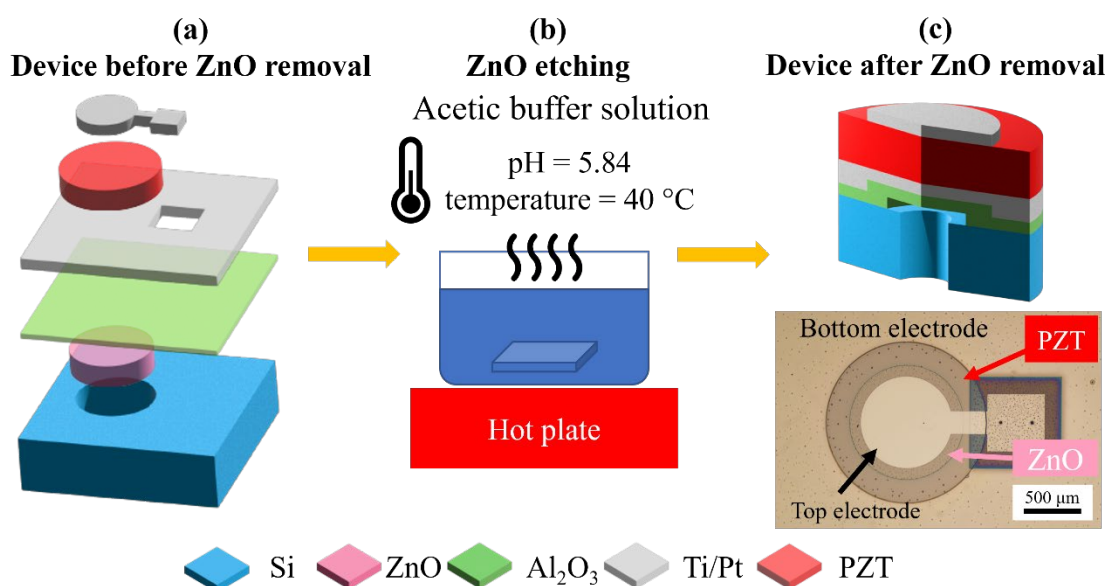 (a)
Device before ZnO removal
(b)
ZnO etching
Acetic buffer solution
pH = 5.84
temperature = 40 °C
Hot plate
(c)
Device after ZnO removal
Bottom electrode
PZT
ZnO
Top electrode
500 μm
Si
ZnO
Al₂O₃
Ti/Pt
PZT